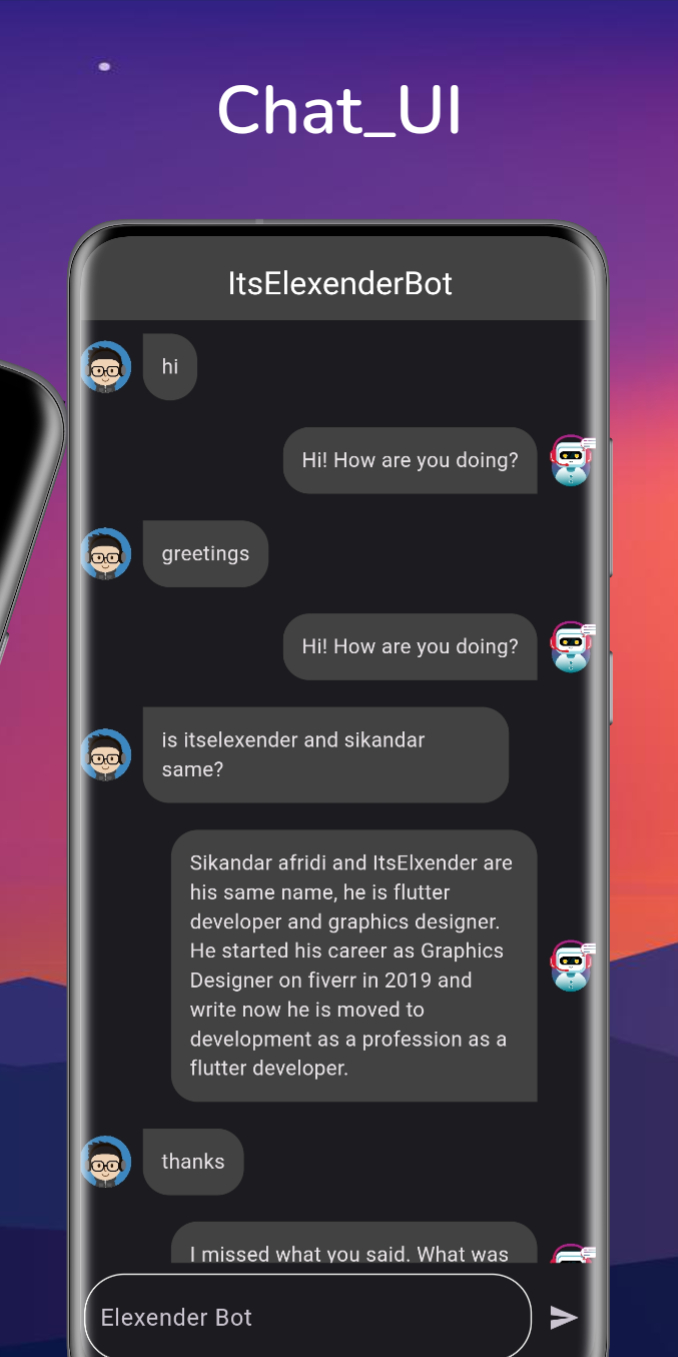 Chat_UI
ItsElexenderBot
hi
Hi! How are you doing?
greetings
Hi! How are you doing?
is itselexender and sikandar
same?
Sikandar afridi and ItsElxender are
his same name, he is flutter
developer and graphics designer.
He started his career as Graphics
Designer on fiverr in 2019 and
write now he is moved to
development as a profession as a
flutter developer.
thanks
I missed what you said. What was
Elexender Bot